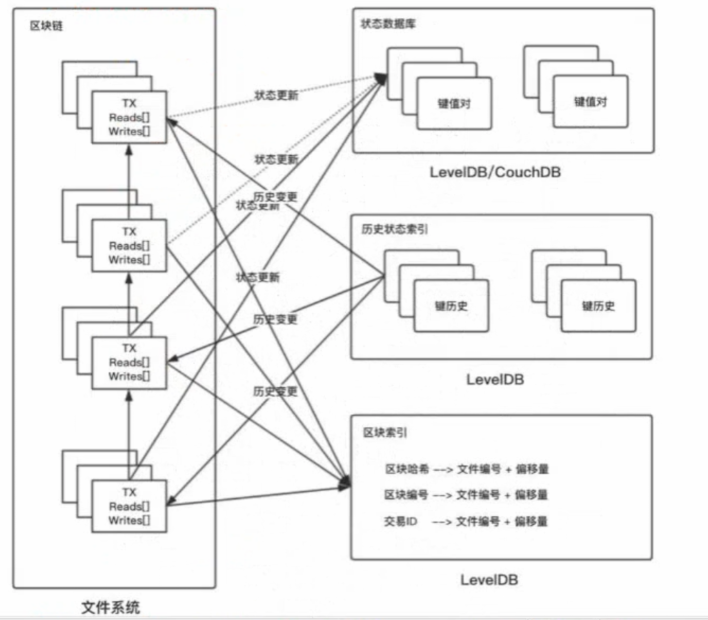 区块链
TX
Reads[]
Writes[]
TX
Reads[]
Writes[]
TX
Reads[]
Writes[]
TX
Reads[]
Writes[]
文件系统
状态更新
状态更新
历史变更
状态更新
状态更新
历史变更
历史变更
状态数据库
键值对
键值对
LevelDB/CouchDB
历史状态索引
键历史
键历史
LevelDB
区块索引
区块哈希 --> 文件编号 + 偏移量
区块编号 --> 文件编号 + 偏移量
交易ID --> 文件编号 + 偏移量
LevelDB